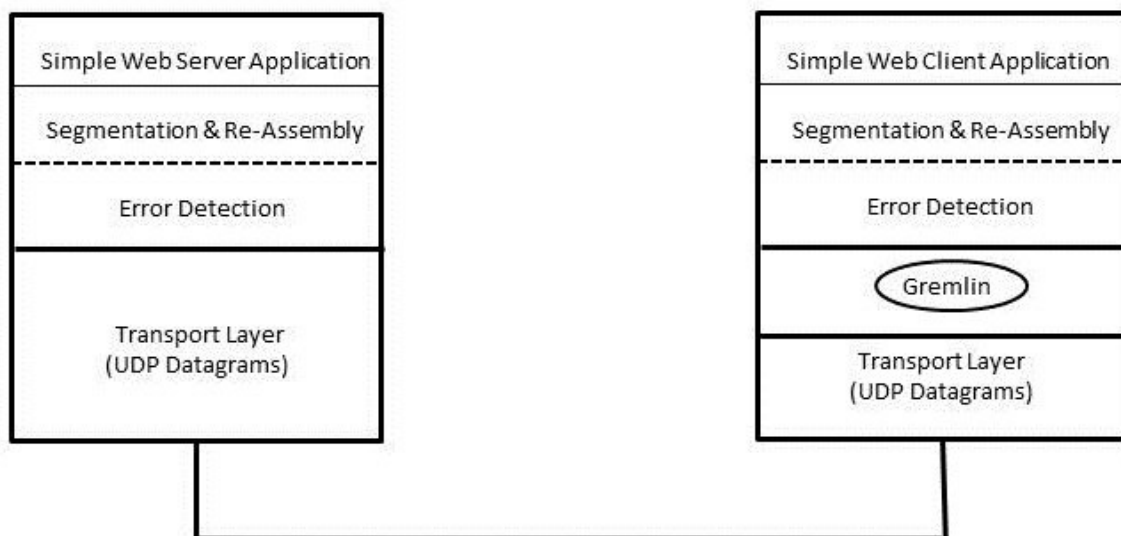 Simple Web Server Application
Segmentation & Re-Assembly
Error Detection
Transport Layer
(UDP Datagrams)
Simple Web Client Application
Segmentation & Re-Assembly
Error Detection
Gremlin
Transport Layer
(UDP Datagrams)